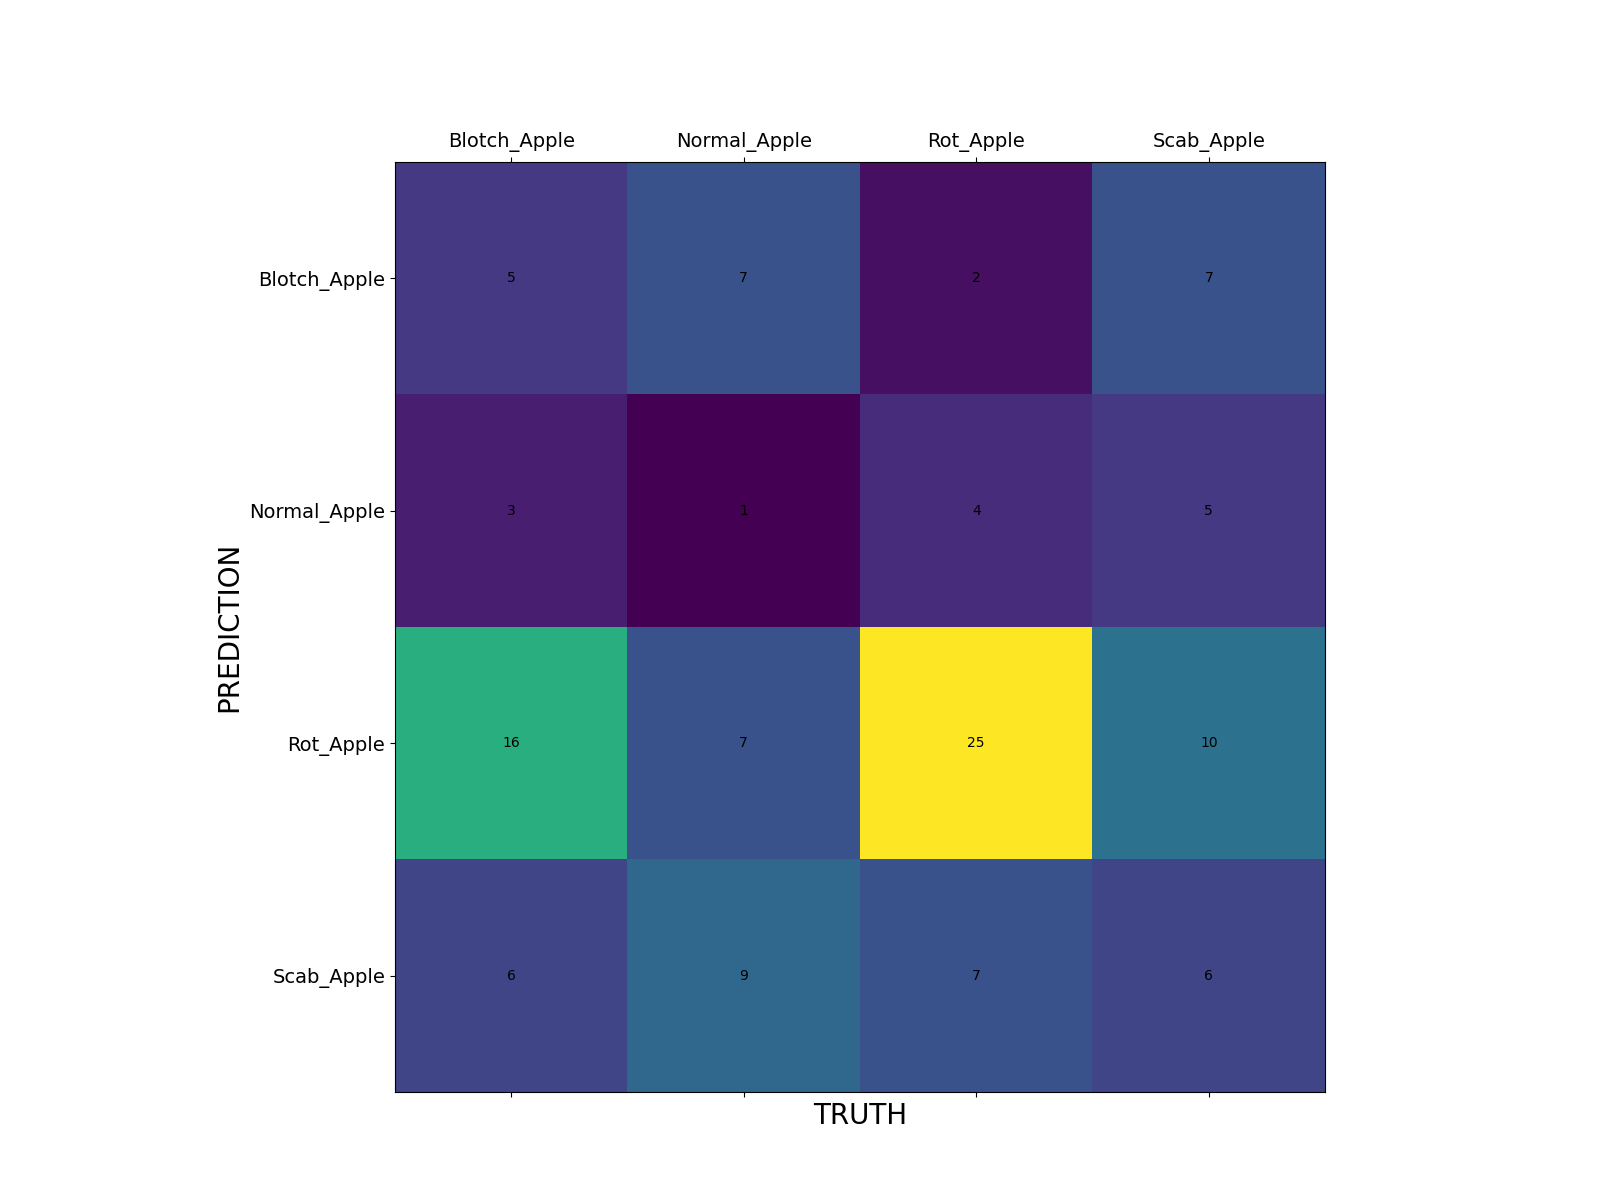 Blotch_Apple Normal_Apple Rot_Apple Scab_Apple
Blotch_Apple 5 7 2 7
Normal_Apple 3 1 4 5
PREDICTION
Rot_Apple 16 7 25 10
Scab_Apple 6 9 7 6
TRUTH